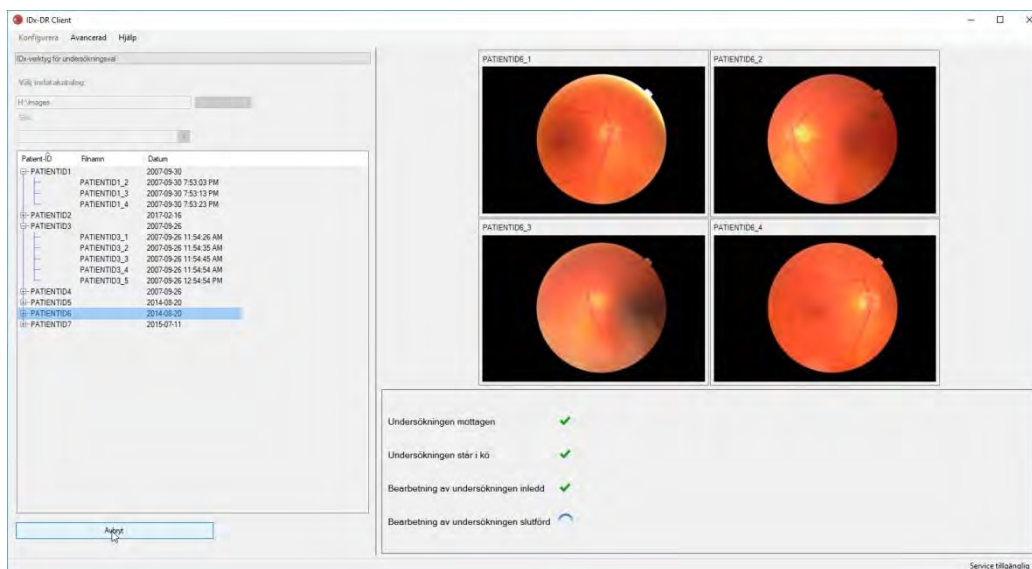 IDx-DR Client
Konfigurera Avancerad Hjälp
IDx-verktyg för undersökningsval
Välj indatakatalog:
H:\Images
Sök:
Patient-ID Filnamn Datum
PATIENTID1 2007-09-30
PATIENTID1_2 2007-09-30 7:53:03 PM
PATIENTID1_3 2007-09-30 7:53:13 PM
PATIENTID1_4 2007-09-30 7:53:23 PM
PATIENTID2 2017-02-16
PATIENTID3 2007-09-26
PATIENTID3_1 2007-09-26 11:54:26 AM
PATIENTID3_2 2007-09-26 11:54:35 AM
PATIENTID3_3 2007-09-26 11:54:45 AM
PATIENTID3_4 2007-09-26 11:54:54 AM
PATIENTID3_5 2007-09-26 12:54:54 PM
PATIENTID4 2007-09-26
PATIENTID5 2014-08-20
PATIENTID6 2014-08-20
PATIENTID7 2015-07-11
Avbryt
PATIENTID6_1 PATIENTID6_2
PATIENTID6_3 PATIENTID6_4
Undersökningen mottagen
Undersökningen står i kö
Bearbetning av undersökningen inledd
Bearbetning av undersökningen slutförd
Service tillgänglig